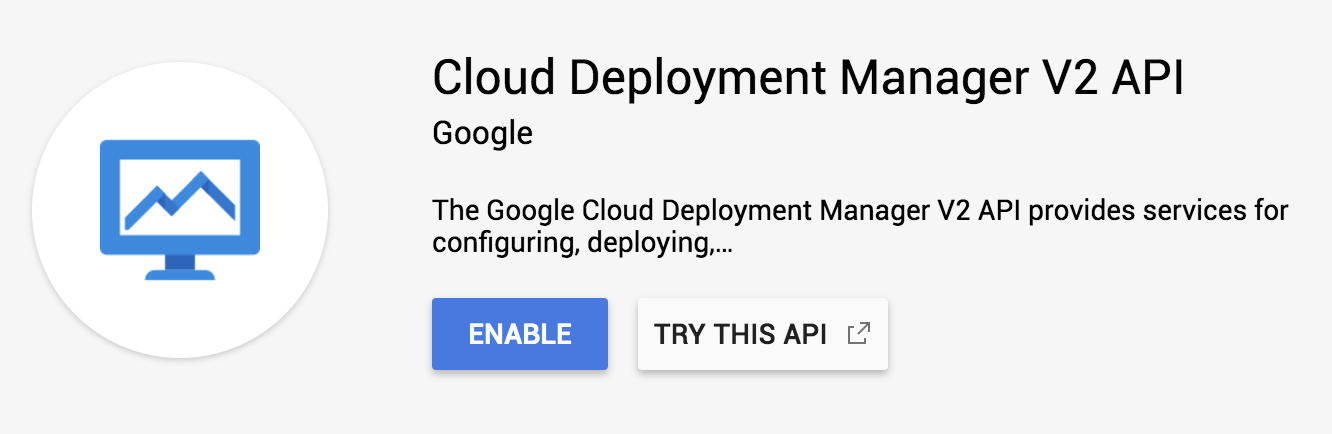 Cloud Deployment Manager V2 API
Google
The Google Cloud Deployment Manager V2 API provides services for
configuring, deploying,...
ENABLE
TRY THIS API